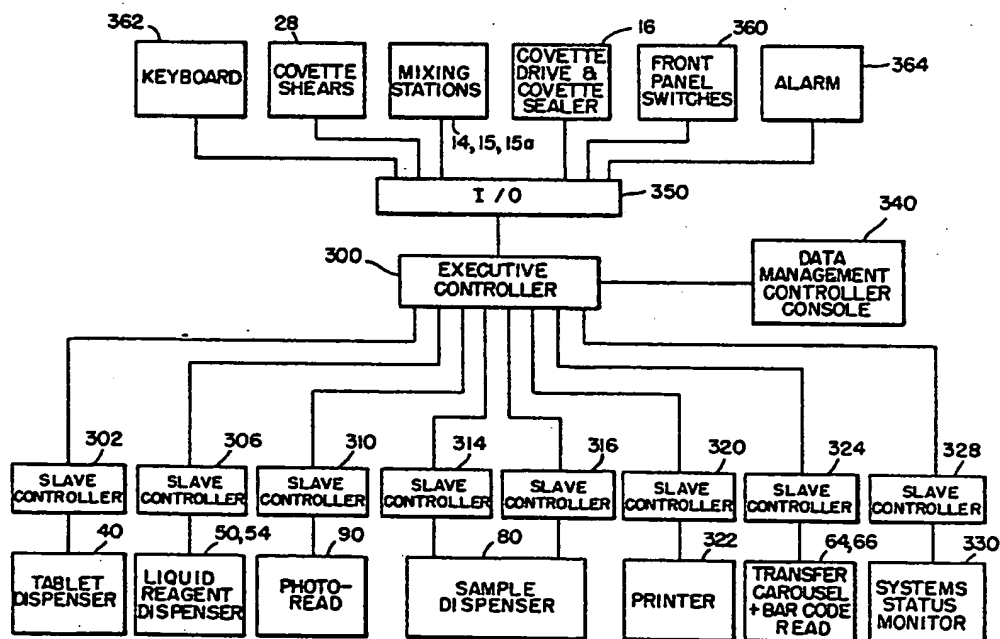 362
28
16
360
364
KEYBOARD
COVETTE
SHEARS
MIXING
STATIONS
COVETTE
DRIVE &
COVETTE
SEALER
FRONT
PANEL
SWITCHES
ALARM
14, 15, 15a
I/O
350
340
300
EXECUTIVE
CONTROLLER
DATA
MANAGEMENT
CONTROLLER
CONSOLE
302
306
310
314
316
320
324
328
SLAVE
CONTROLLER
SLAVE
CONTROLLER
SLAVE
CONTROLLER
SLAVE
CONTROLLER
SLAVE
CONTROLLER
SLAVE
CONTROLLER
SLAVE
CONTROLLER
SLAVE
CONTROLLER
40
50,54
90
80
322
64,66
330
TABLET
DISPENSER
LIQUID
REAGENT
DISPENSER
PHOTO-
READ
SAMPLE
DISPENSER
PRINTER
TRANSFER
CAROUSEL
+ BAR CODE
READ
SYSTEMS
STATUS
MONITOR